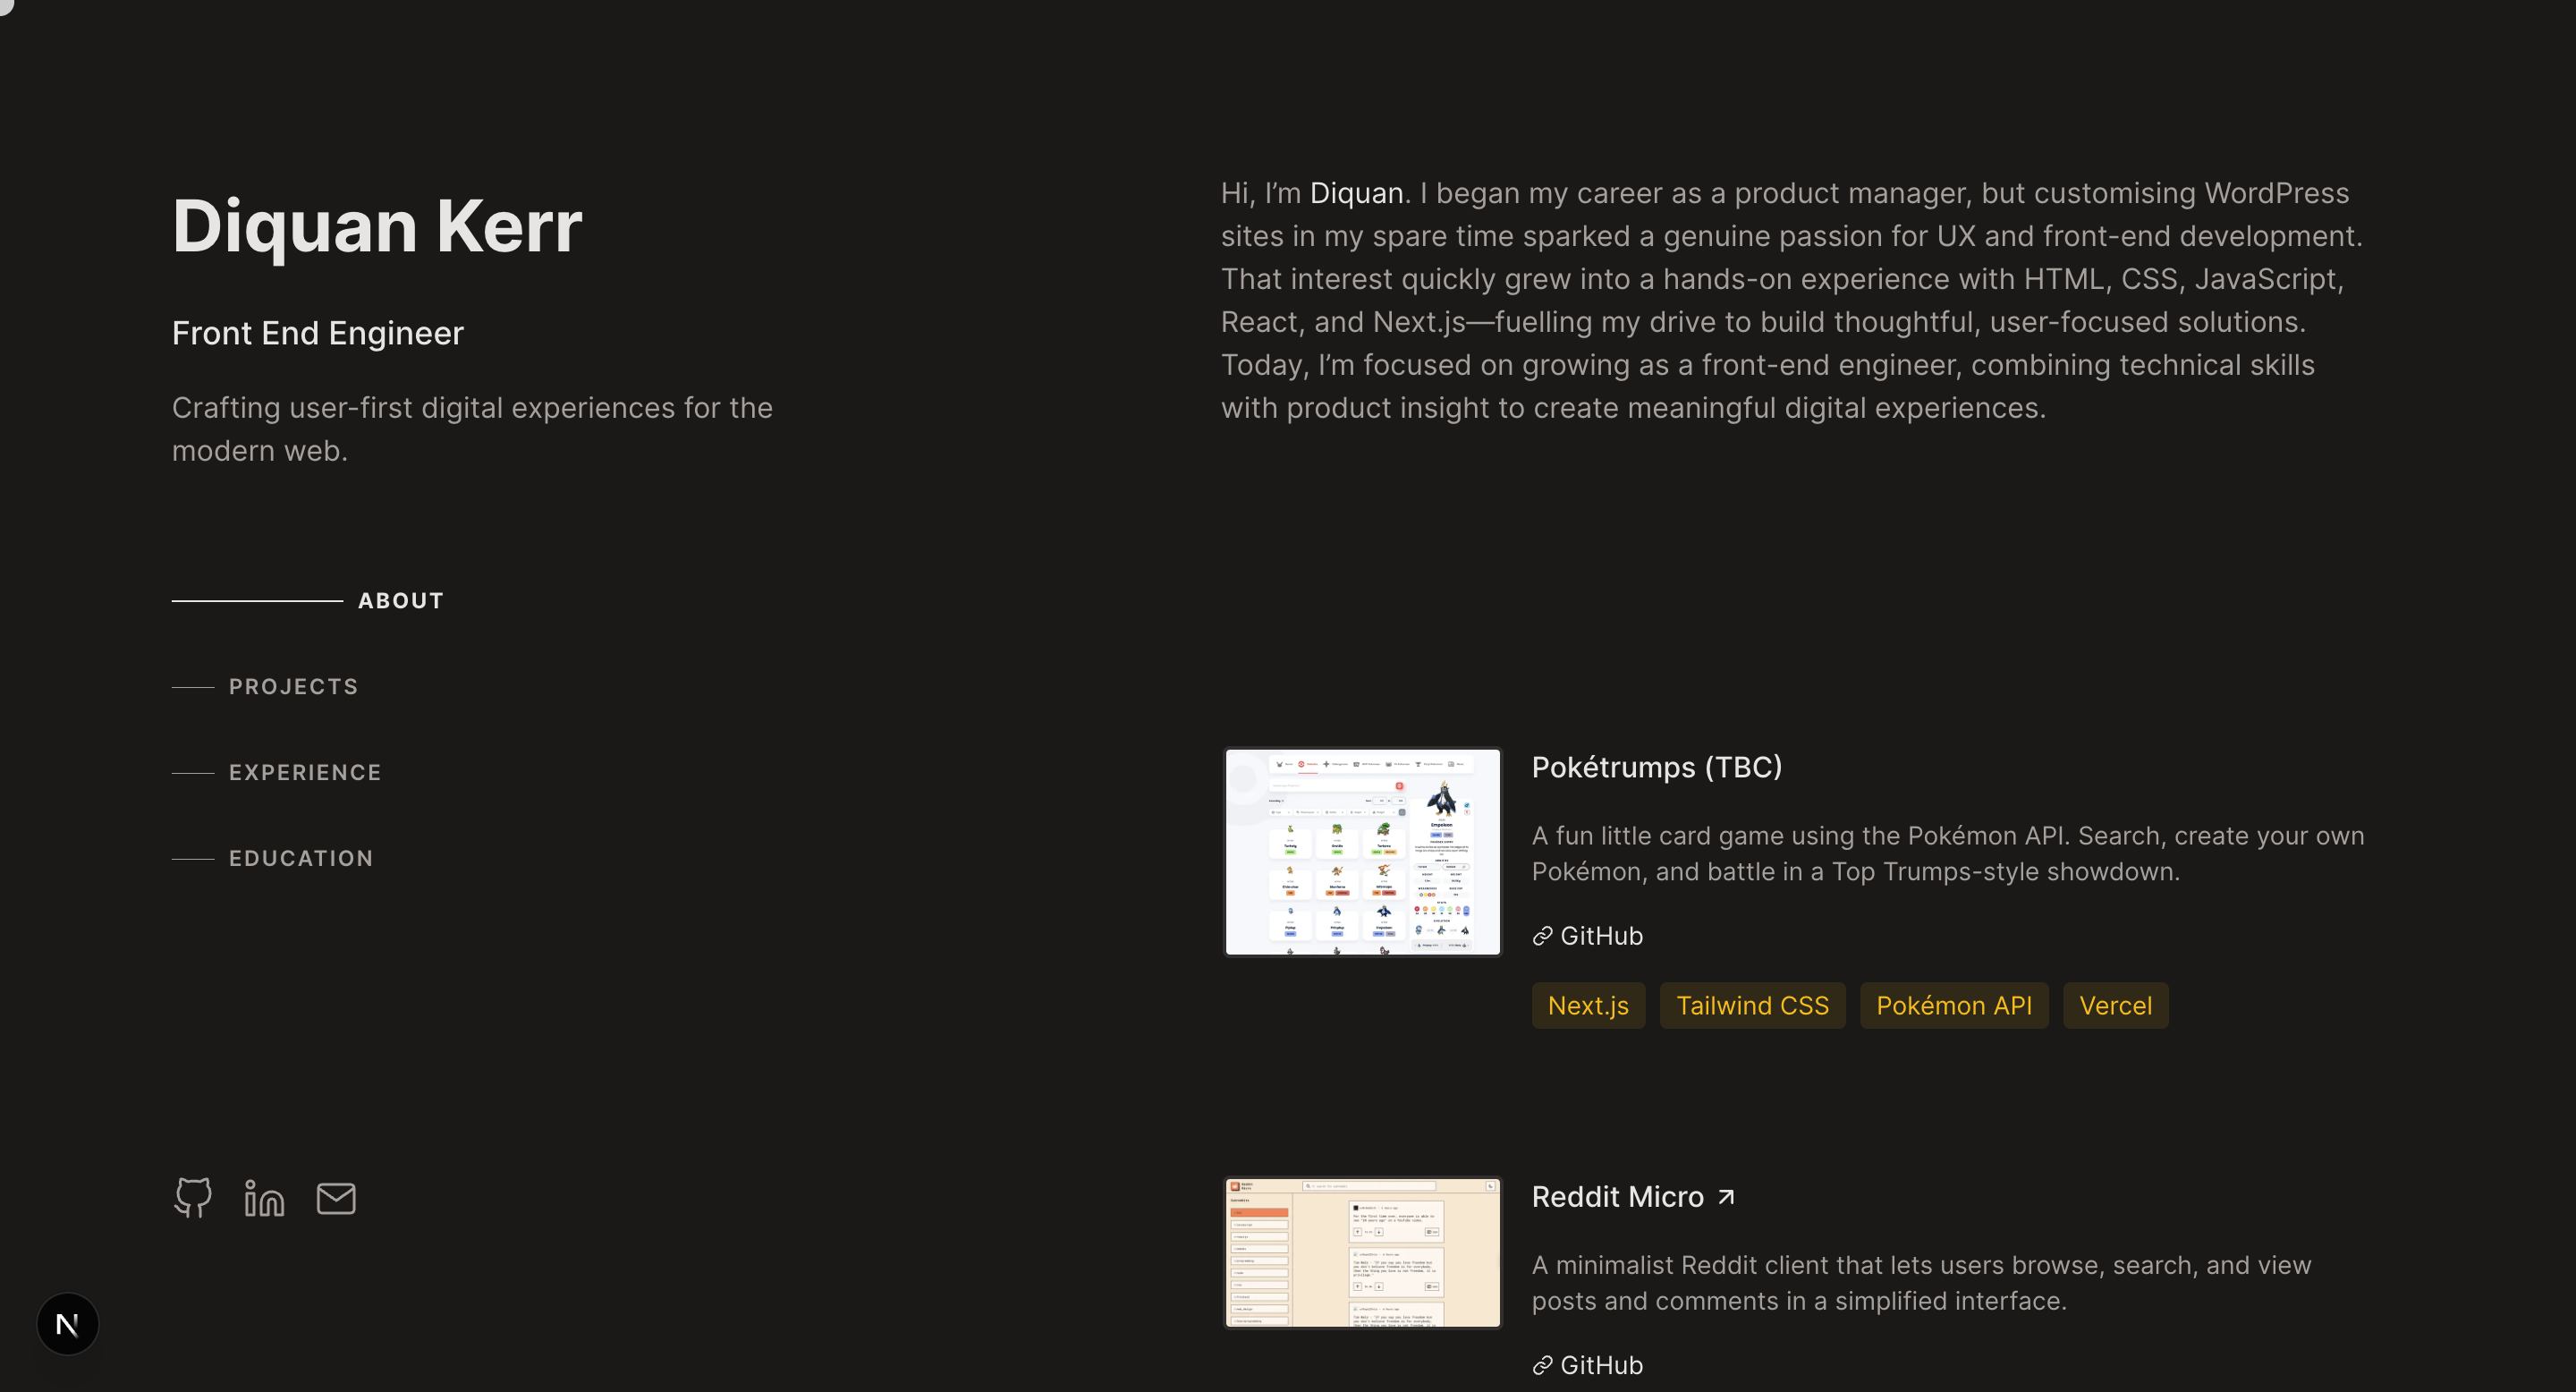 Diquan Kerr
Front End Engineer
Crafting user-first digital experiences for the
modern web.
ABOUT
PROJECTS
EXPERIENCE
EDUCATION
N
Hi, I’m Diquan. I began my career as a product manager, but customising WordPress
sites in my spare time sparked a genuine passion for UX and front-end development.
That interest quickly grew into a hands-on experience with HTML, CSS, JavaScript,
React, and Next.js—fuelling my drive to build thoughtful, user-focused solutions.
Today, I’m focused on growing as a front-end engineer, combining technical skills
with product insight to create meaningful digital experiences.
Pokétrumps (TBC)
A fun little card game using the Pokémon API. Search, create your own
Pokémon, and battle in a Top Trumps-style showdown.
GitHub
Next.js
Tailwind CSS
Pokémon API
Vercel
Reddit Micro
A minimalist Reddit client that lets users browse, search, and view
posts and comments in a simplified interface.
GitHub